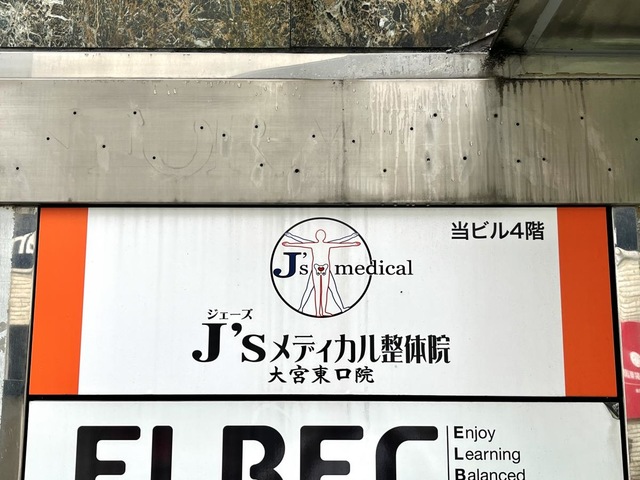 当ビル4階
J's medical
ジェーズ
J'sメディカル整体院
大宮東口院
ELBEC
Enjoy
Learning
Balanced